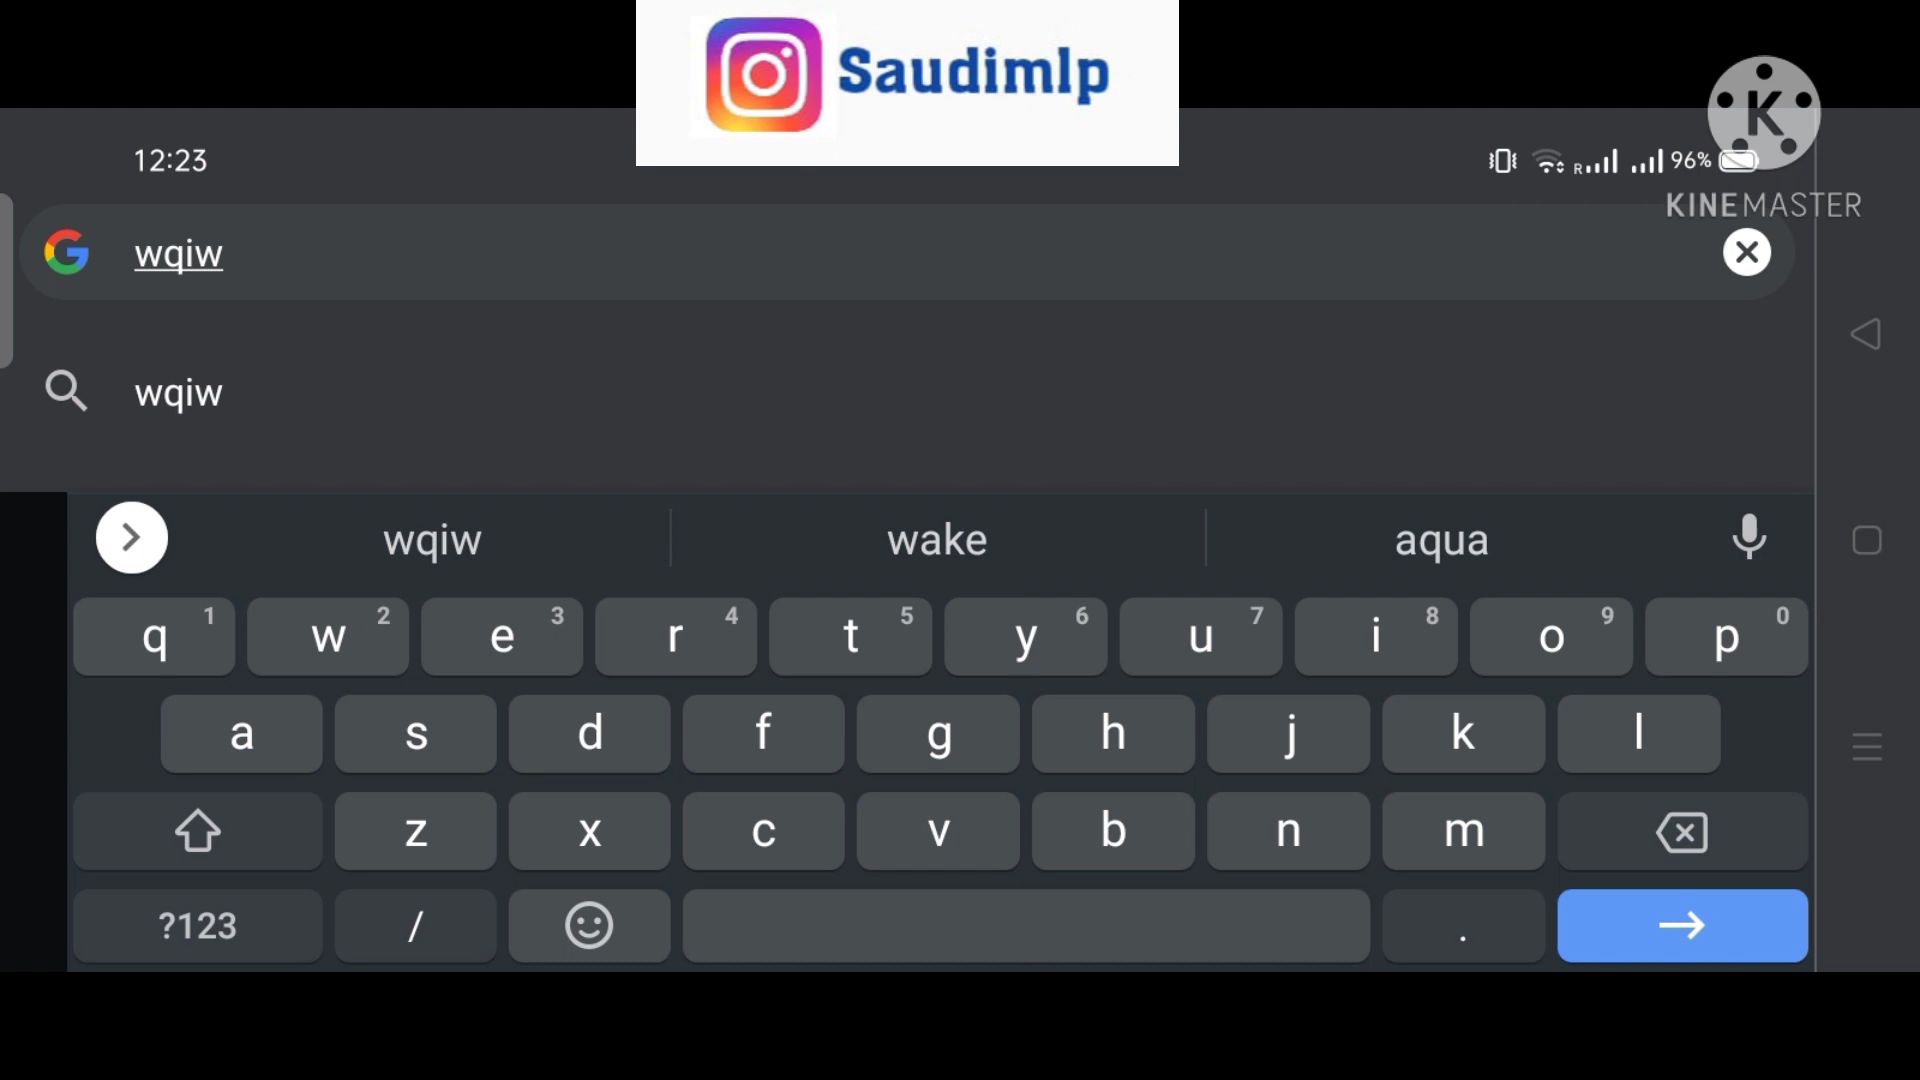 Saudimlp
12:23
R 96%
K
KINEMASTER
wqiw
wqiw
wqiw wake aqua
q 1 w 2 e 3 r 4 t 5 y 6 u 7 i 8 o 9 p 0
a s d f g h j k l
z x c v b n m
?123 / .